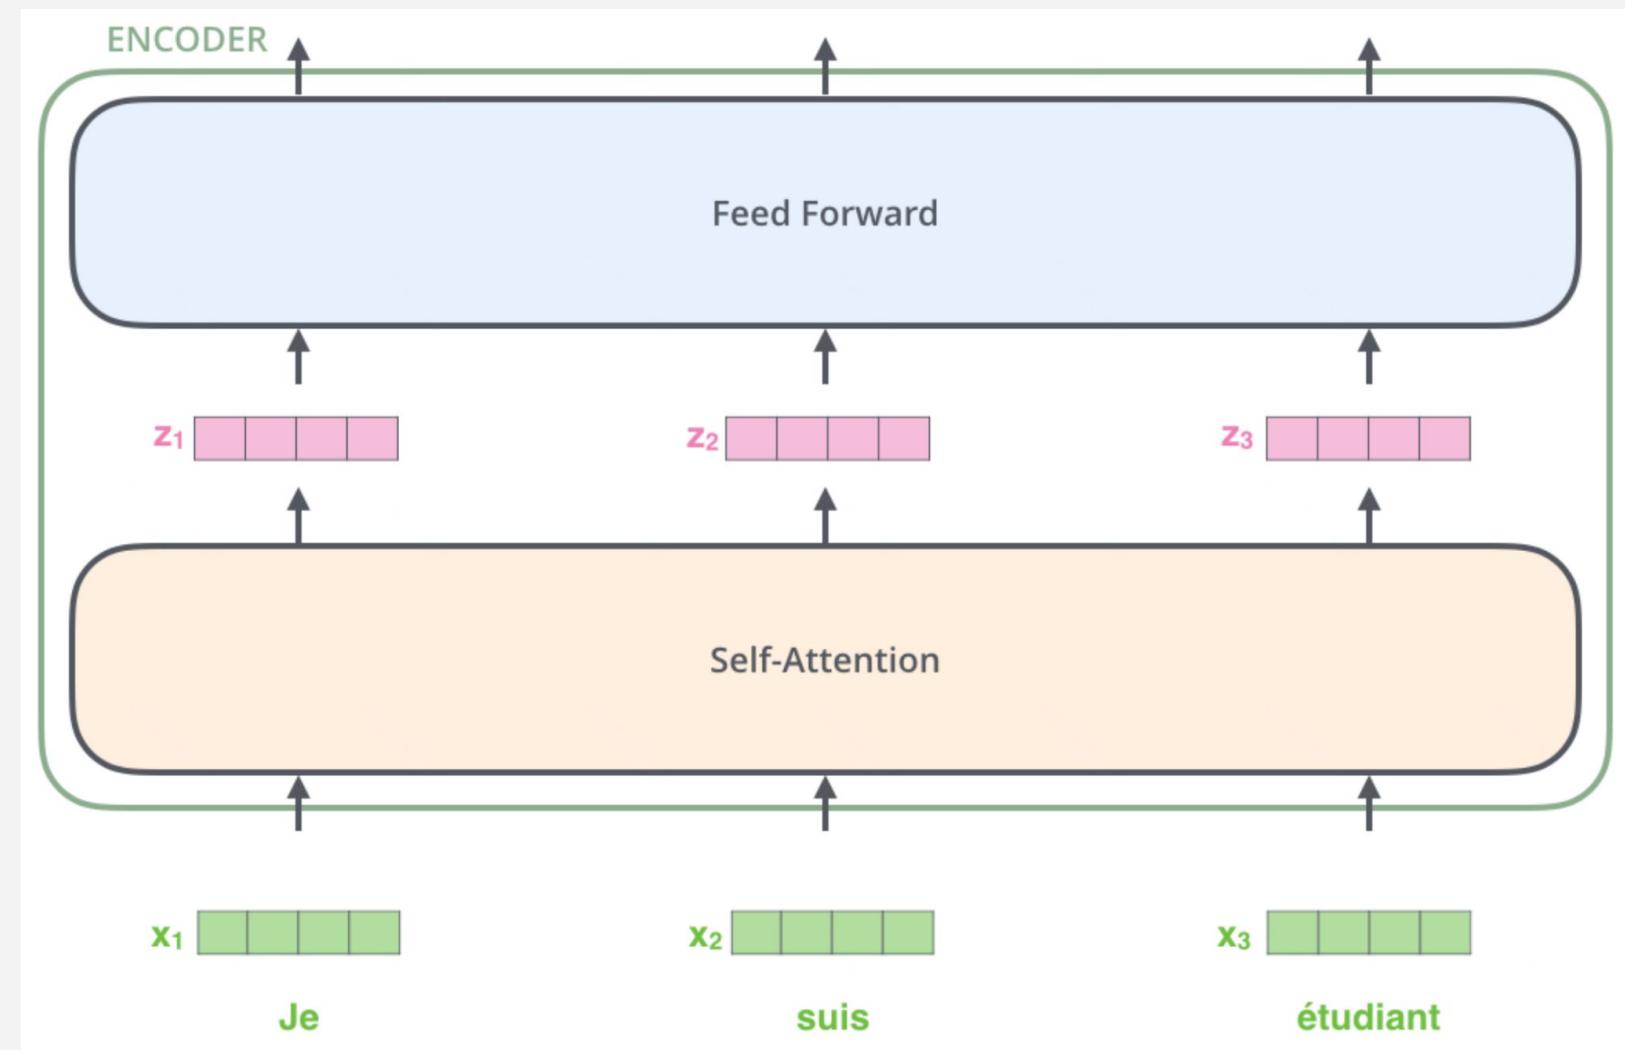 ENCODER
Feed Forward
z1 z2 z3
Self-Attention
x1 x2 x3
Je suis étudiant